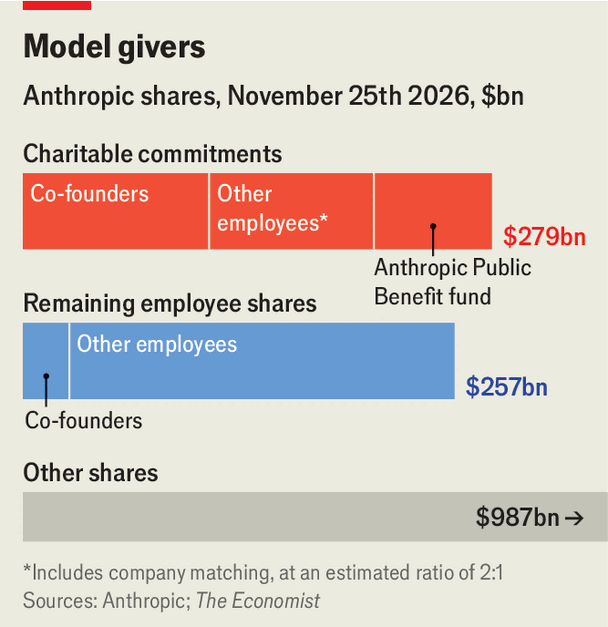 Model givers
Anthropic shares, November 25th 2026, $bn
Charitable commitments
Co-founders
Other
employees*
$279bn
Anthropic Public
Benefit fund
Remaining employee shares
Other employees
$257bn
Co-founders
Other shares
$987bn →
*Includes company matching, at an estimated ratio of 2:1
Sources: Anthropic; The Economist